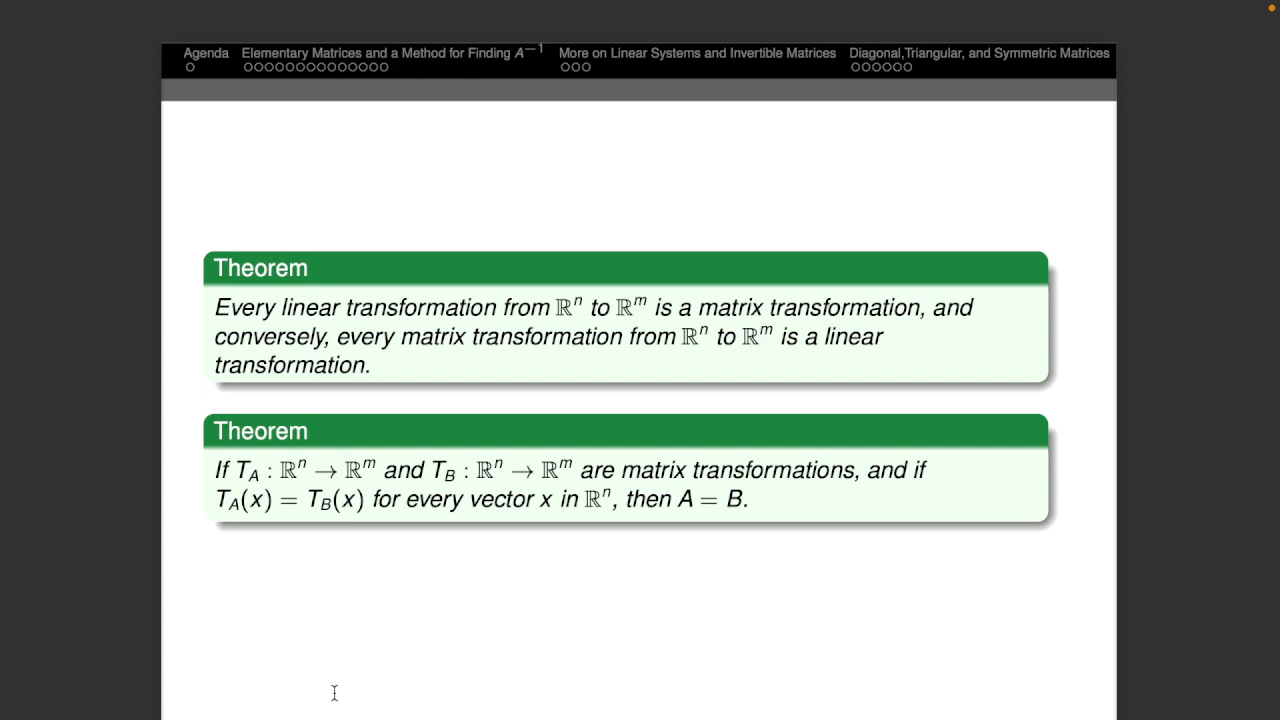 Agenda Elementary Matrices and a Method for Finding A⁻¹ More on Linear Systems and Invertible Matrices Diagonal,Triangular, and Symmetric Matrices
Theorem
Every linear transformation from ℝⁿ to ℝᵐ is a matrix transformation, and
conversely, every matrix transformation from ℝⁿ to ℝᵐ is a linear
transformation.
Theorem
If T_A : ℝⁿ → ℝᵐ and T_B : ℝⁿ → ℝᵐ are matrix transformations, and if
T_A(x) = T_B(x) for every vector x in ℝⁿ, then A = B.